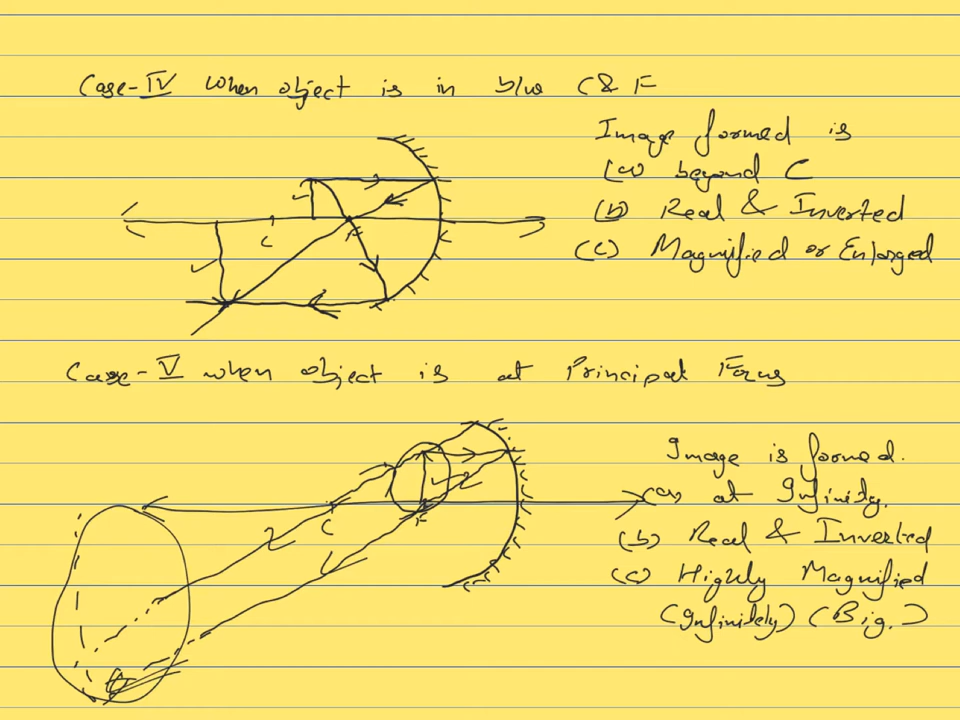 Case-IV when object is in b/w C & F
Image formed is
(a) beyond C
(b) Real & Inverted
(c) Magnified or Enlarged
C
F
Case-V when object is at Principal Focus
Image is formed.
(a) at Infinity.
(b) Real & Inverted
(c) Highly Magnified
(Infinitely) (Big.)
C
F